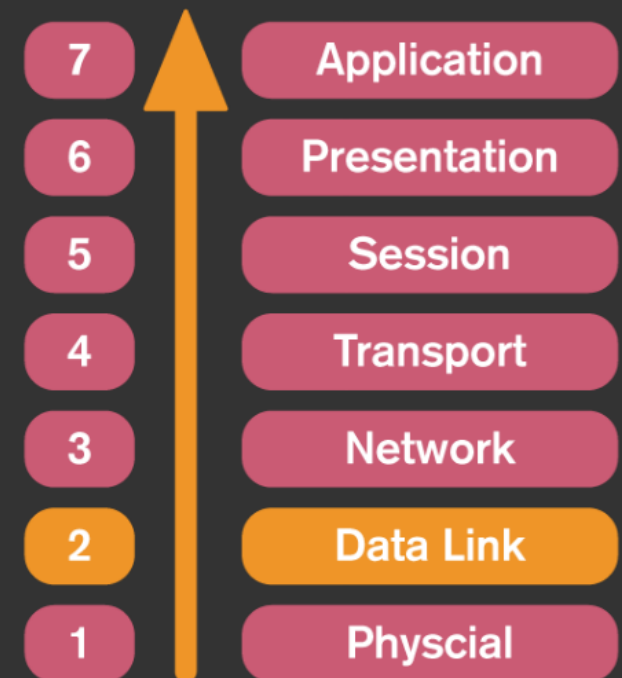 7 Application
6 Presentation
5 Session
4 Transport
3 Network
2 Data Link
1 Physcial